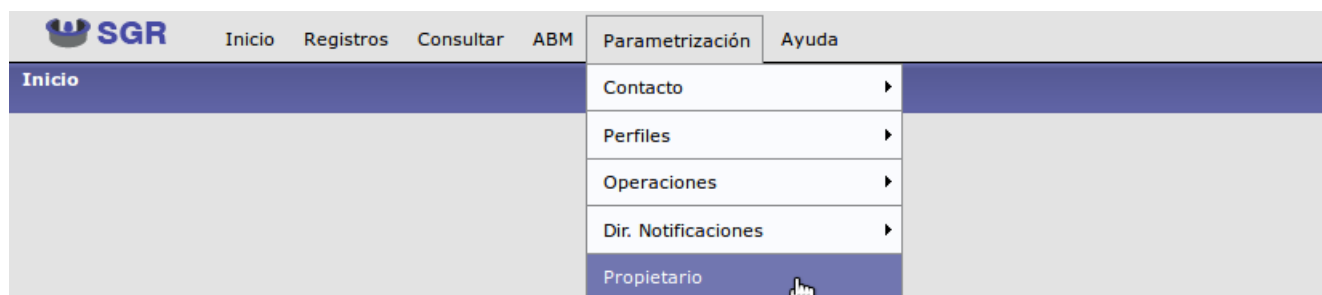 SGR Inicio Registros Consultar ABM Parametrización Ayuda
Inicio
Contacto
Perfiles
Operaciones
Dir. Notificaciones
Propietario